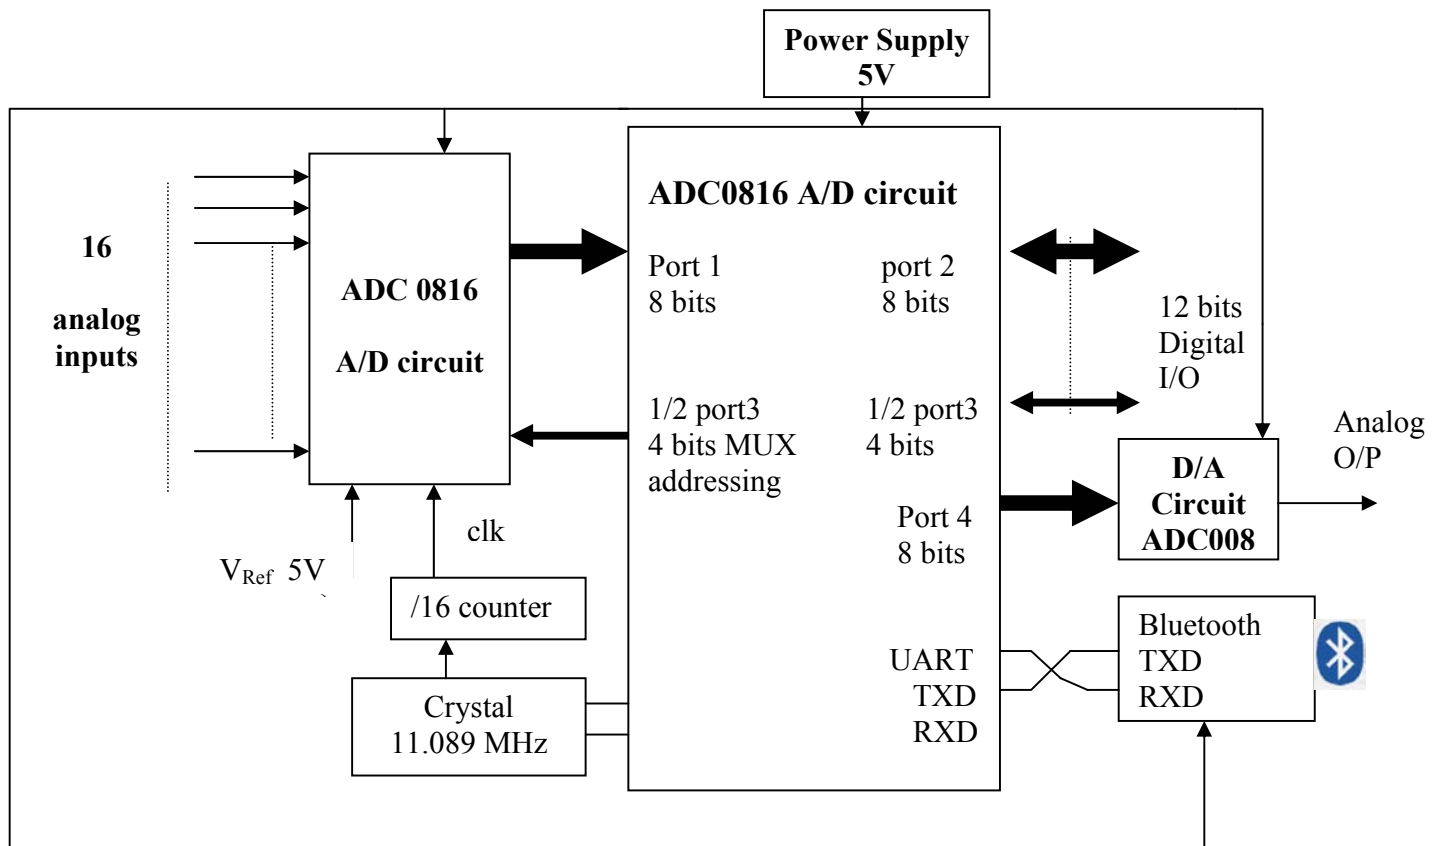 Power Supply
5V
16
analog
inputs
ADC 0816
A/D circuit
ADC0816 A/D circuit
Port 1
8 bits
port 2
8 bits
1/2 port3
4 bits MUX
addressing
1/2 port3
4 bits
Port 4
8 bits
12 bits
Digital
I/O
Analog
O/P
D/A
Circuit
ADC008
clk
VRef 5V
/16 counter
Crystal
11.089 MHz
UART
TXD
RXD
Bluetooth
TXD
RXD